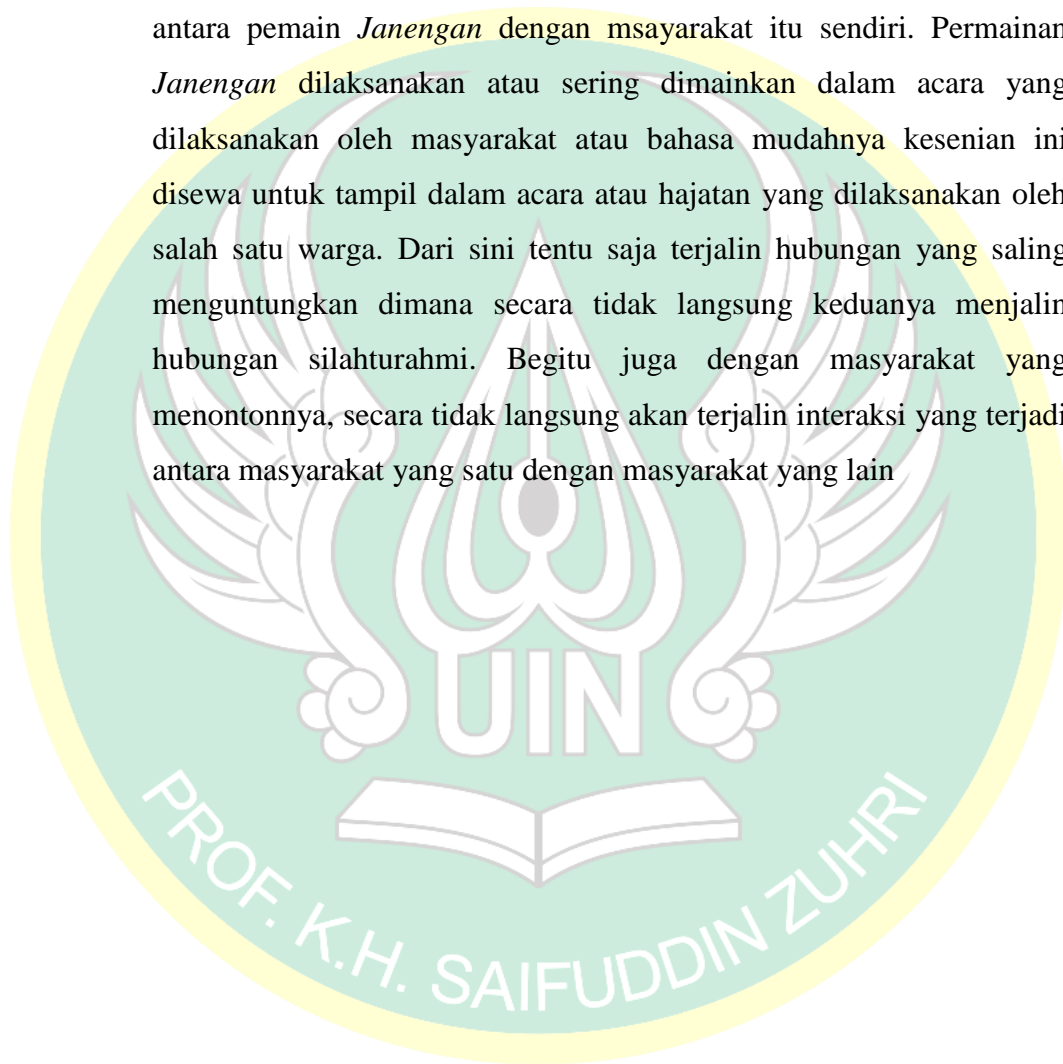 antara pemain Janengan dengan msayarakat itu sendiri. Permainan
Janengan dilaksanakan atau sering dimainkan dalam acara yang
dilaksanakan oleh masyarakat atau bahasa mudahnya kesenian ini
disewa untuk tampil dalam acara atau hajatan yang dilaksanakan oleh
salah satu warga. Dari sini tentu saja terjalin hubungan yang saling
menguntungkan dimana secara tidak langsung keduanya menjalin
hubungan silahturahmi. Begitu juga dengan masyarakat yang
menontonnya, secara tidak langsung akan terjalin interaksi yang terjadi
antara masyarakat yang satu dengan masyarakat yang lain
UIN
PROF. K.H. SAIFUDDIN ZUHRI